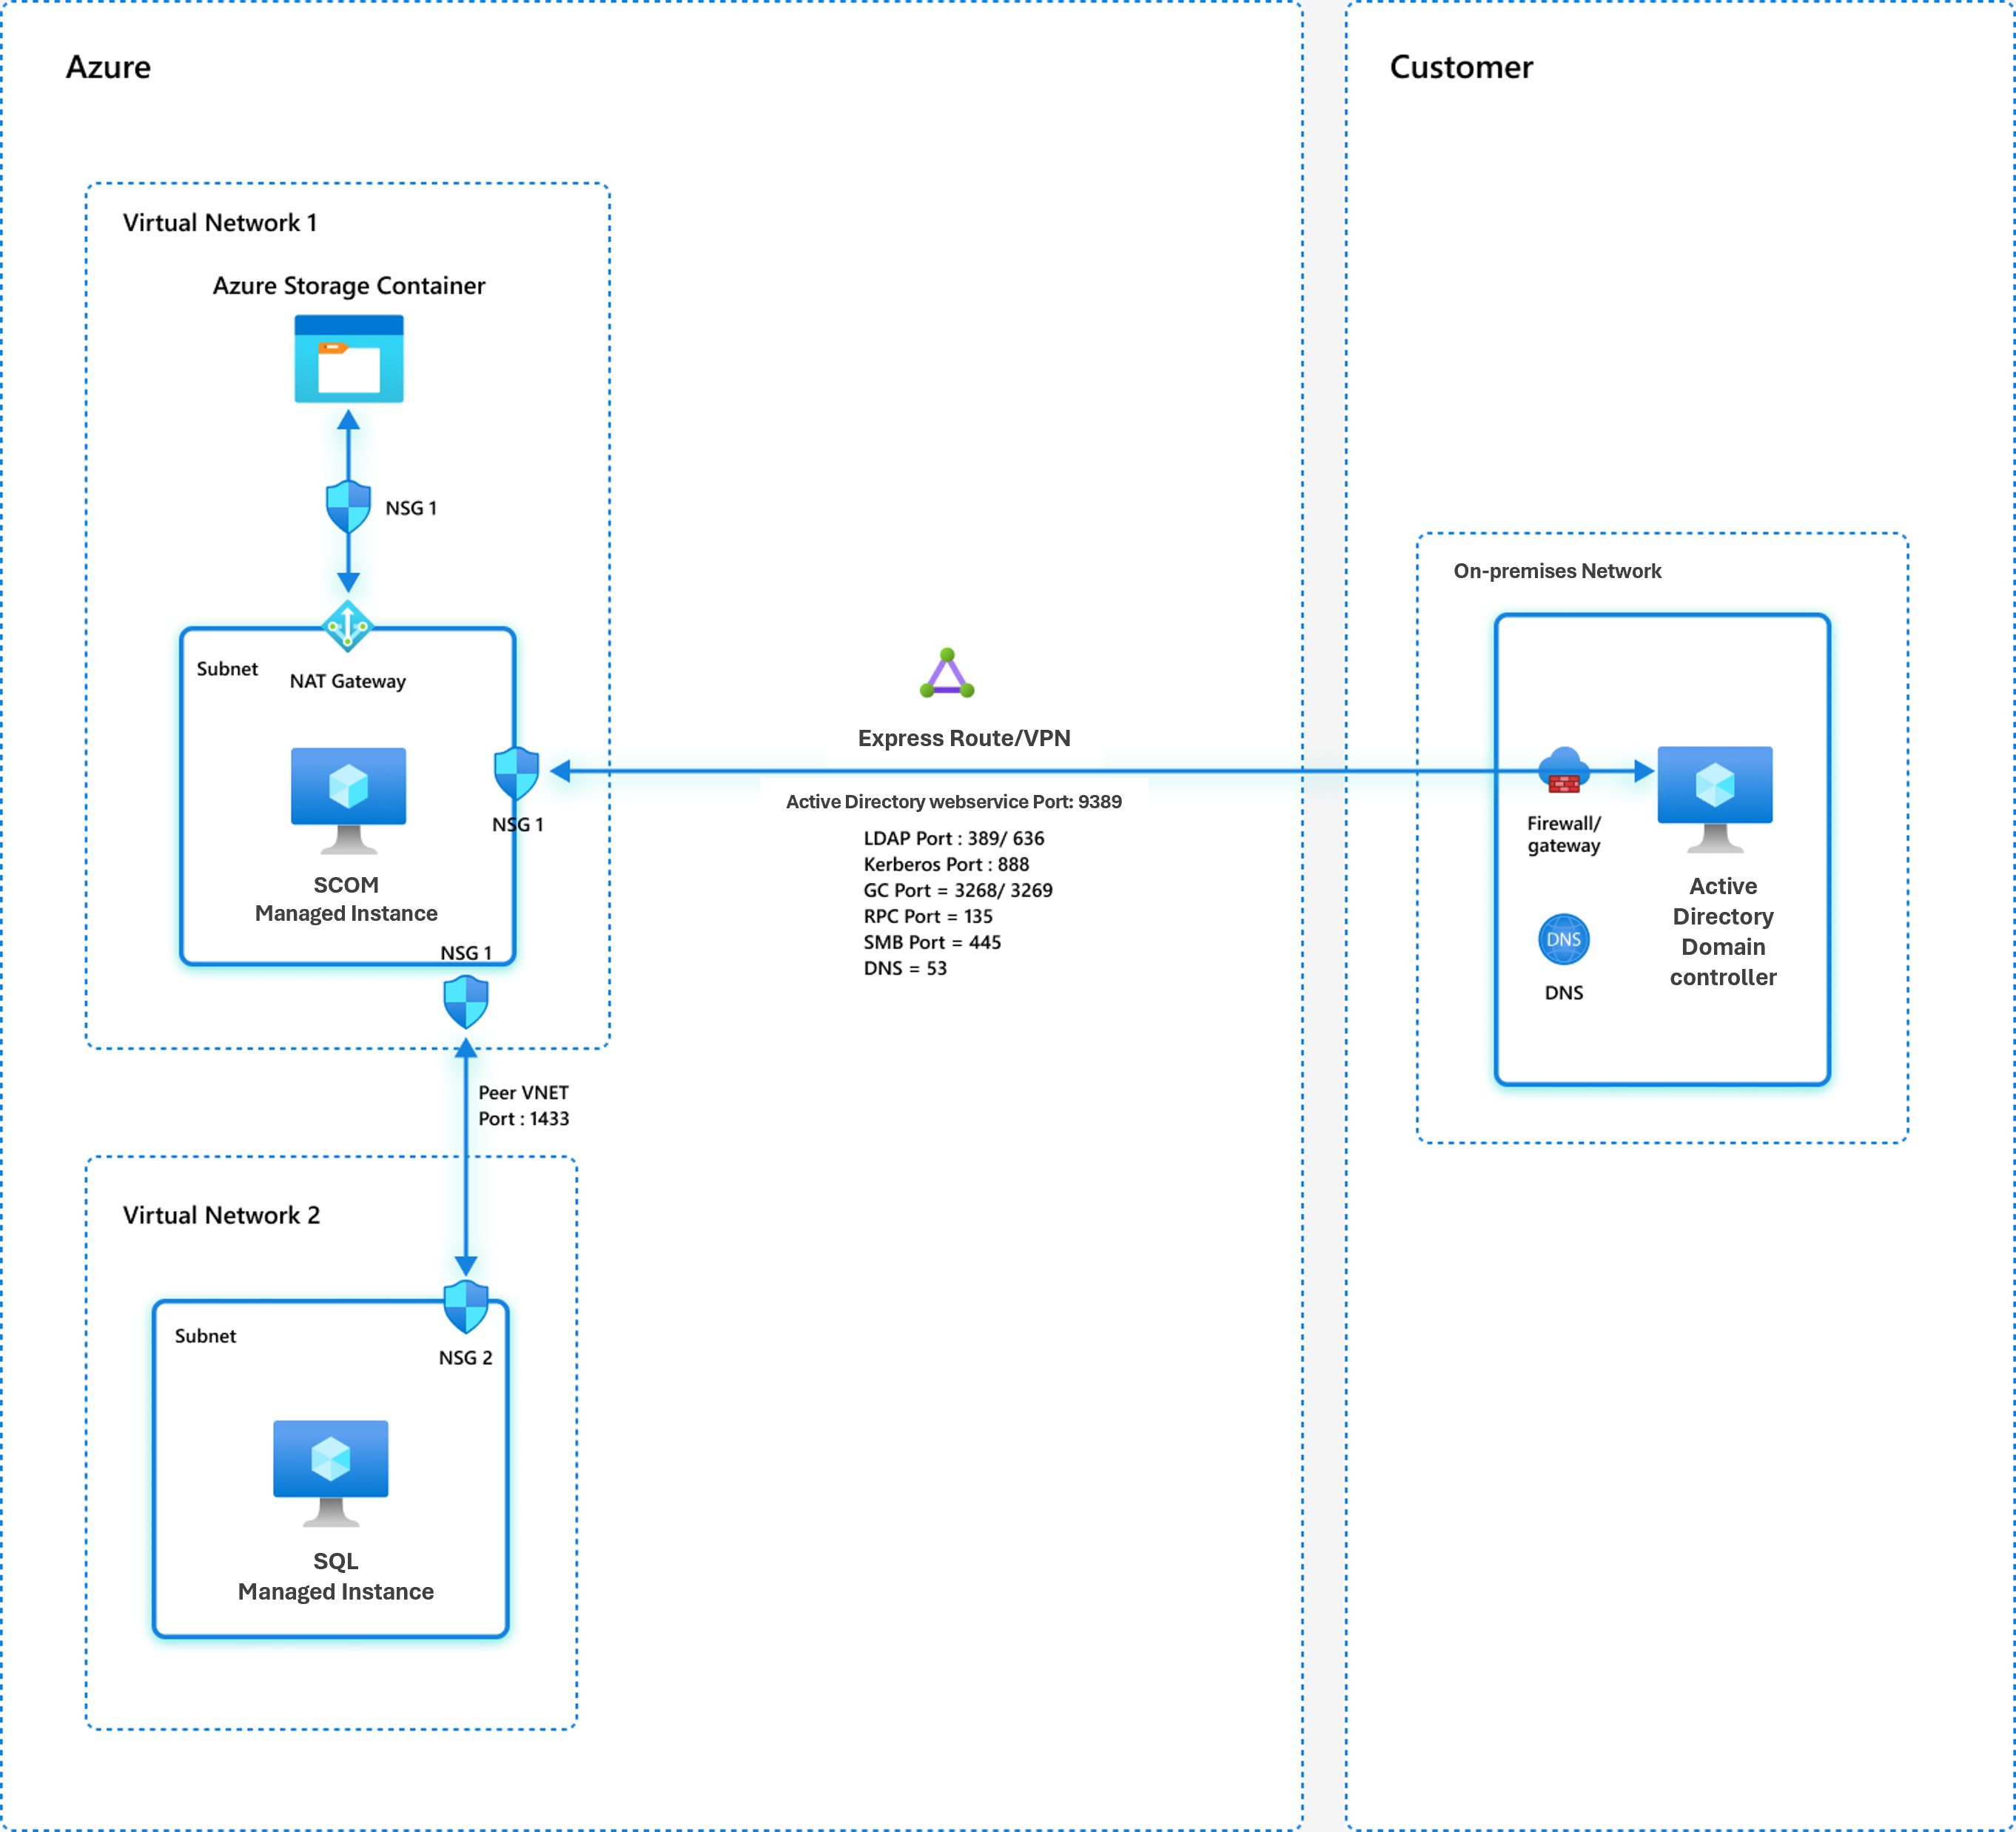 Azure
Customer
Virtual Network 1
Azure Storage Container
NSG 1
Subnet
NAT Gateway
NSG 1
SCOM
Managed Instance
NSG 1
Express Route/VPN
Active Directory webservice Port: 9389
LDAP Port : 389/ 636
Kerberos Port : 888
GC Port = 3268/ 3269
RPC Port = 135
SMB Port = 445
DNS = 53
On-premises Network
Firewall/
gateway
DNS
DNS
Active
Directory
Domain
controller
Peer VNET
Port : 1433
Virtual Network 2
Subnet
NSG 2
SQL
Managed Instance